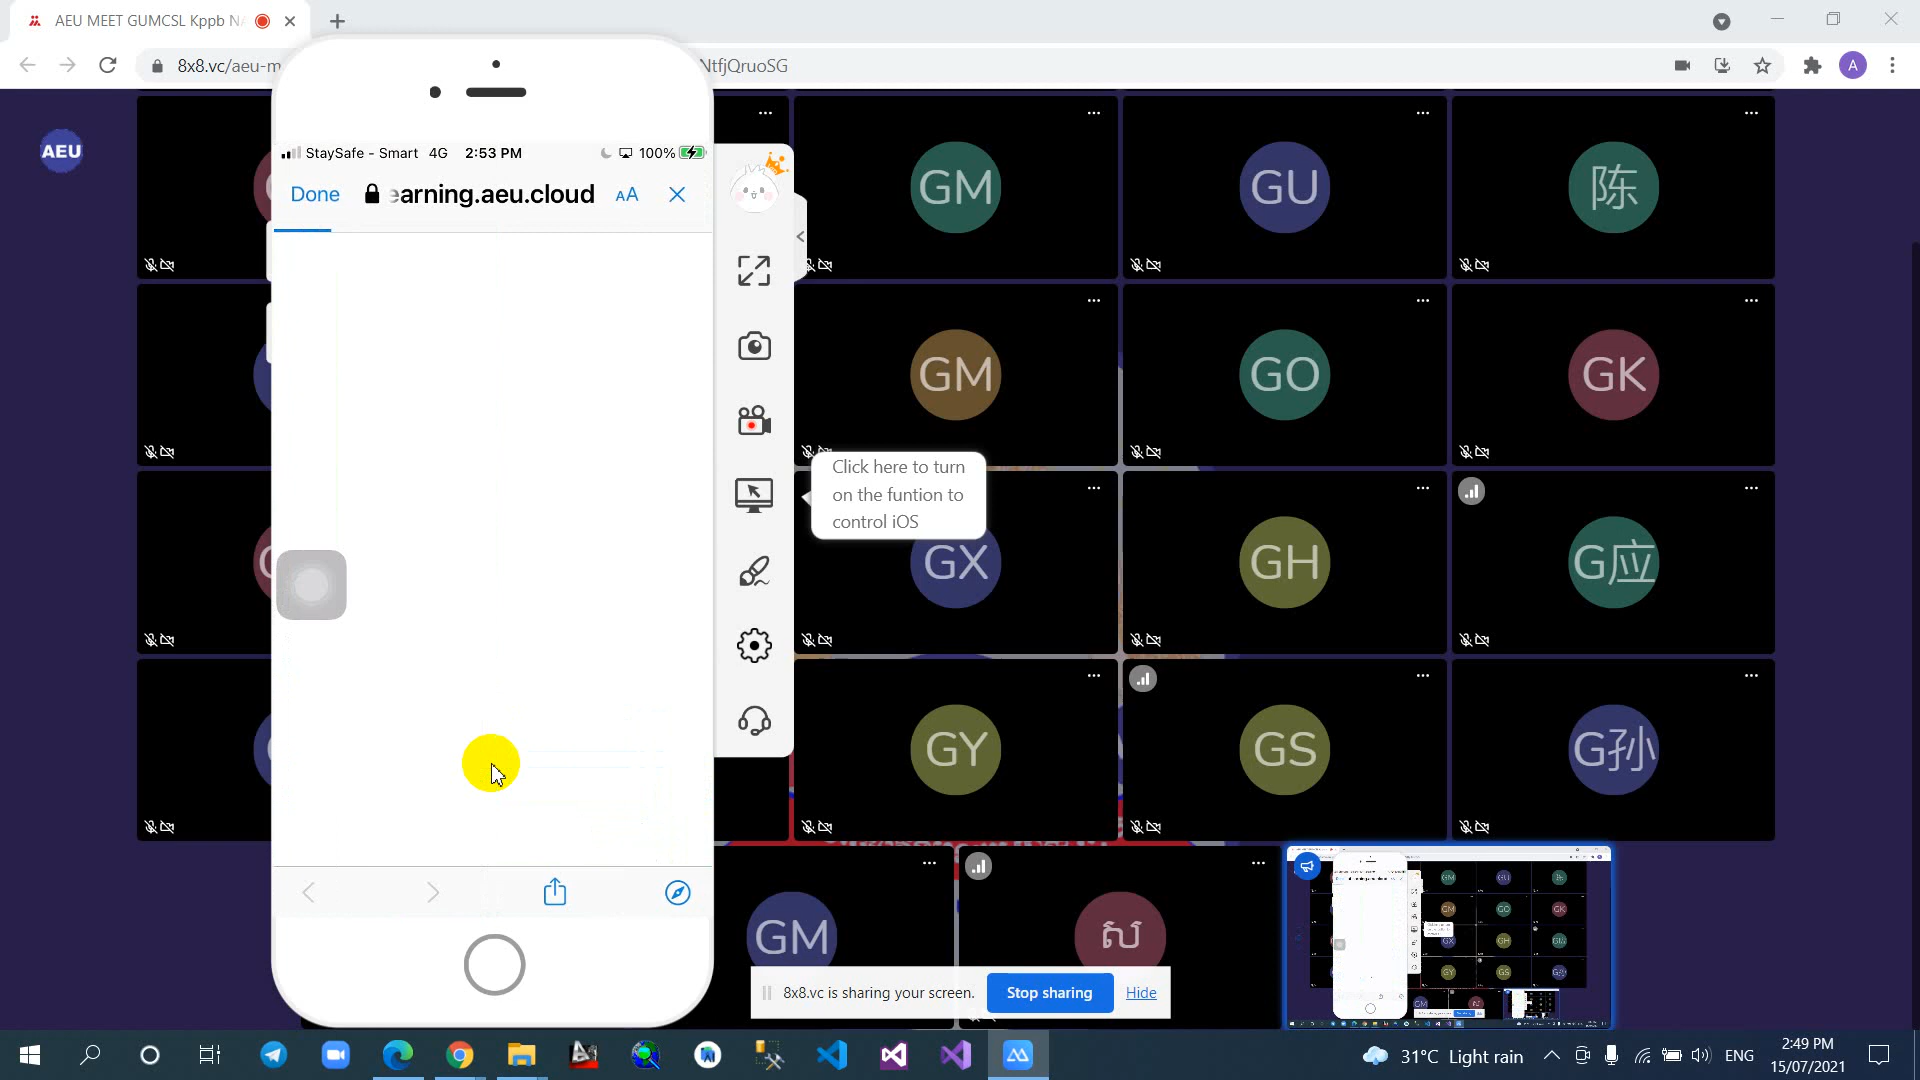 AEU MEET GUMCSL Kppb N
8x8.vc/aeu-m
NtfjQruoSG
A
AEU
StaySafe - Smart 4G 2:53 PM 100%
Done earning.aeu.cloud AA
GM
GU
陈
GM
GO
GK
Click here to turn
on the funtion to
control iOS
GX
GH
G应
GY
GS
G孙
GM
ស
8x8.vc is sharing your screen. Stop sharing Hide
31°C Light rain
ENG
2:49 PM
15/07/2021